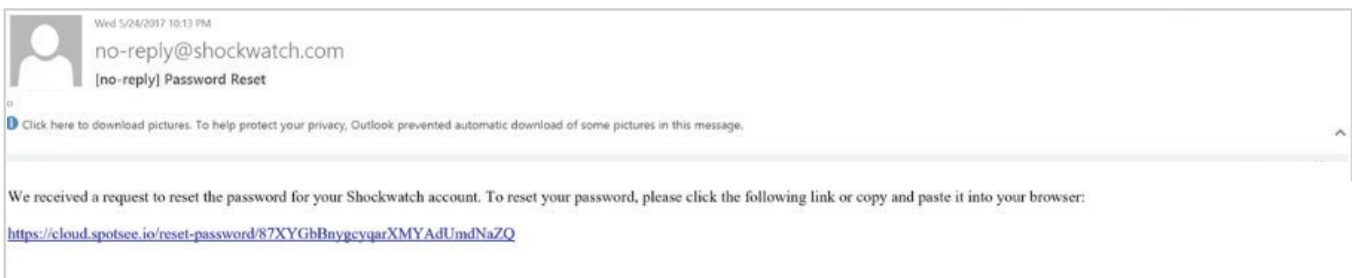 Wed 5/24/2017 10:13 PM
no-reply@shockwatch.com
[no-reply] Password Reset
Click here to download pictures. To help protect your privacy, Outlook prevented automatic download of some pictures in this message.
We received a request to reset the password for your Shockwatch account. To reset your password, please click the following link or copy and paste it into your browser:
https://cloud.spotsee.io/reset-password/87XYGbBnygcyqarXMYAdUmdNaZQ